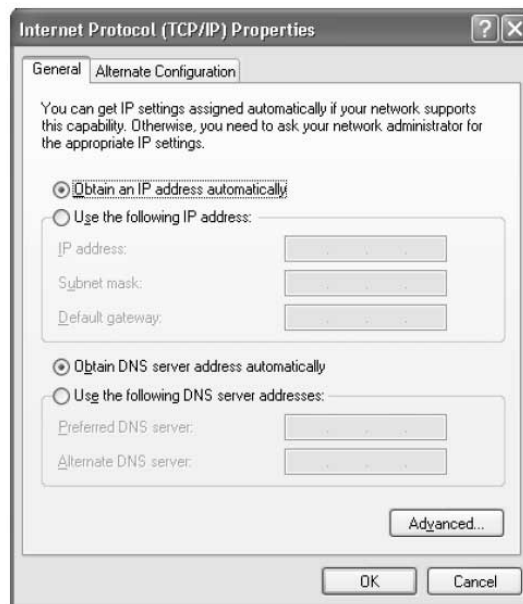 Internet Protocol (TCP/IP) Properties
General
Alternate Configuration
You can get IP settings assigned automatically if your network supports
this capability. Otherwise, you need to ask your network administrator for
the appropriate IP settings.
Obtain an IP address automatically
Use the following IP address:
IP address:
Subnet mask:
Default gateway:
Obtain DNS server address automatically
Use the following DNS server addresses:
Preferred DNS server:
Alternate DNS server:
Advanced...
OK
Cancel